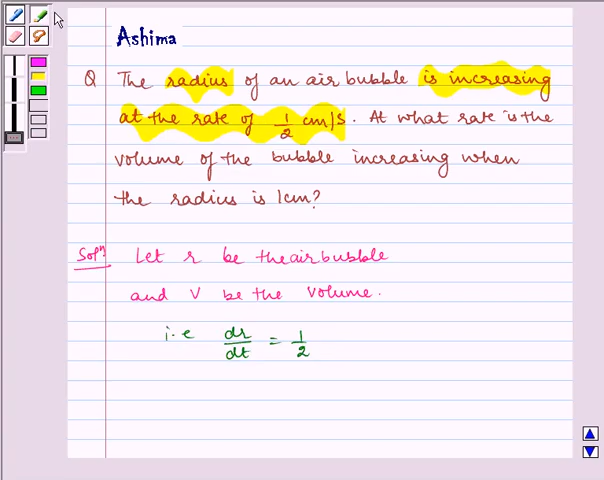 Ashima
Q The radius of an air bubble is increasing
at the rate of 1/2 cm/s. At what rate is the
volume of the bubble increasing when
the radius is 1cm?
Solⁿ Let r be the air bubble
and V be the volume.
i.e dr/dt = 1/2